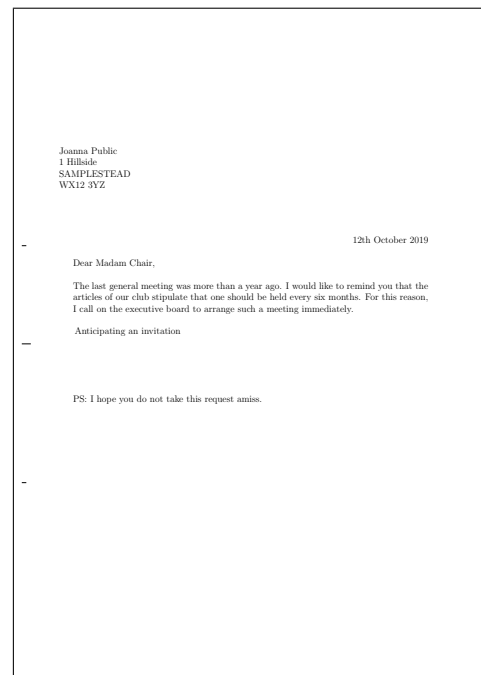 Joanna Public
1 Hillside
SAMPLESTEAD
WX12 3YZ
12th October 2019
Dear Madam Chair,
The last general meeting was more than a year ago. I would like to remind you that the
articles of our club stipulate that one should be held every six months. For this reason,
I call on the executive board to arrange such a meeting immediately.
Anticipating an invitation
PS: I hope you do not take this request amiss.